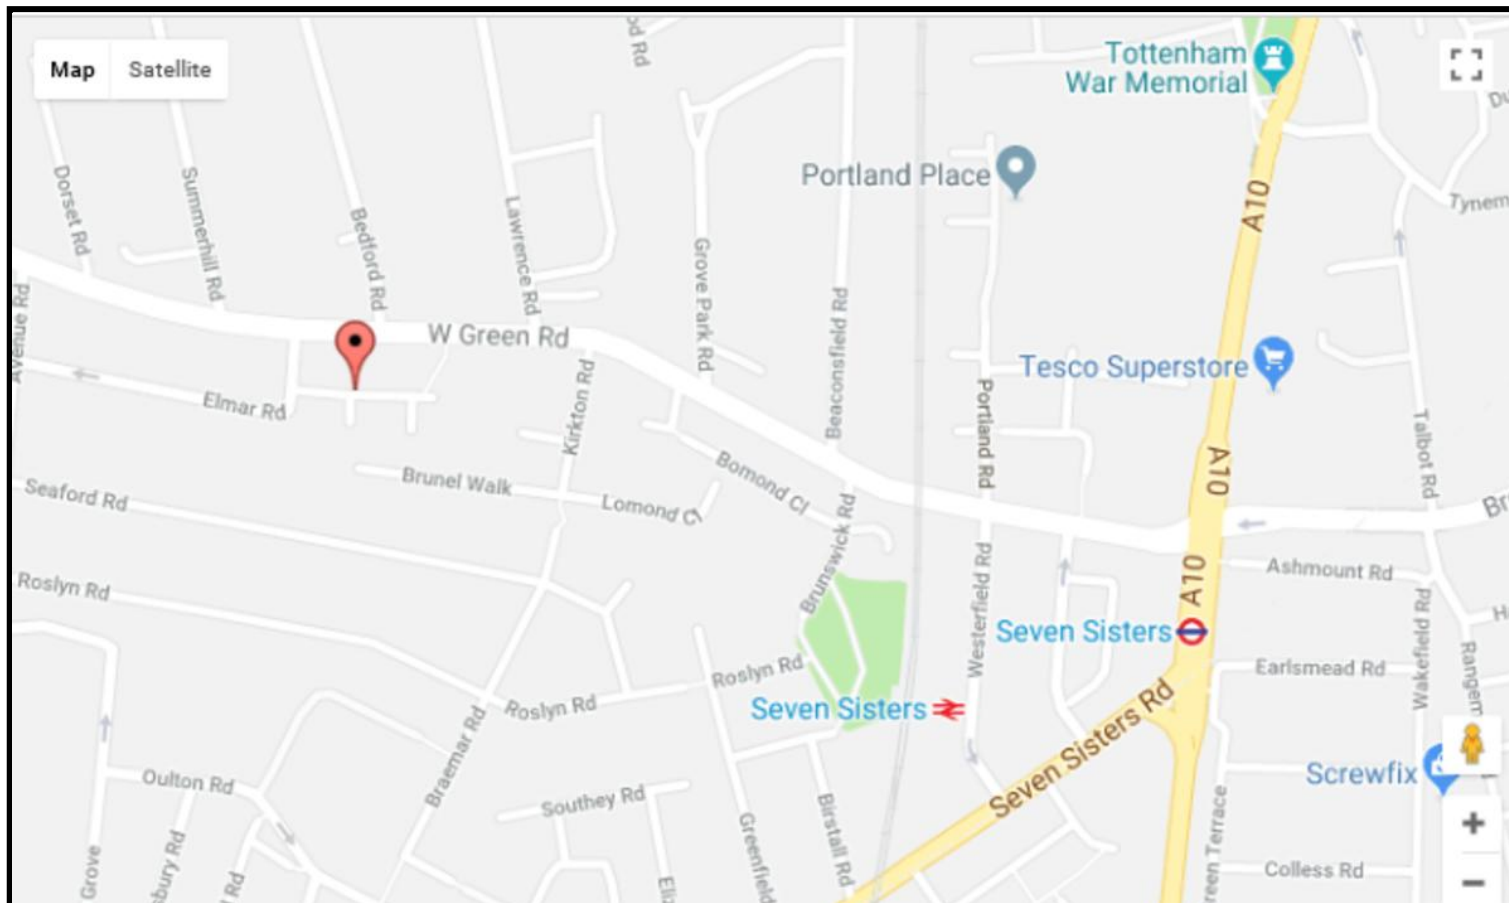 Map
Satellite
Tottenham
War Memorial
Portland Place
Dorset Rd
Summerhill Rd
Bedford Rd
Lawrence Rd
Grove Park Rd
Beaconsfield Rd
A10
W Green Rd
Avenue Rd
Elmar Rd
Kirkton Rd
Tesco Superstore
Portland Rd
Talbot Rd
A10
Brunel Walk
Lomond Cl
Bomond Cl
Seaford Rd
Roslyn Rd
Brunswick Rd
Westerfield Rd
A10
Ashmount Rd
Seven Sisters
Wakefield Rd
Earlsmead Rd
Roslyn Rd
Roslyn Rd
Seven Sisters
Seven Sisters Rd
Braemar Rd
Oulton Rd
Southey Rd
Screwfix
Birstall Rd
Greenfield
Grove
Rd
Colless Rd